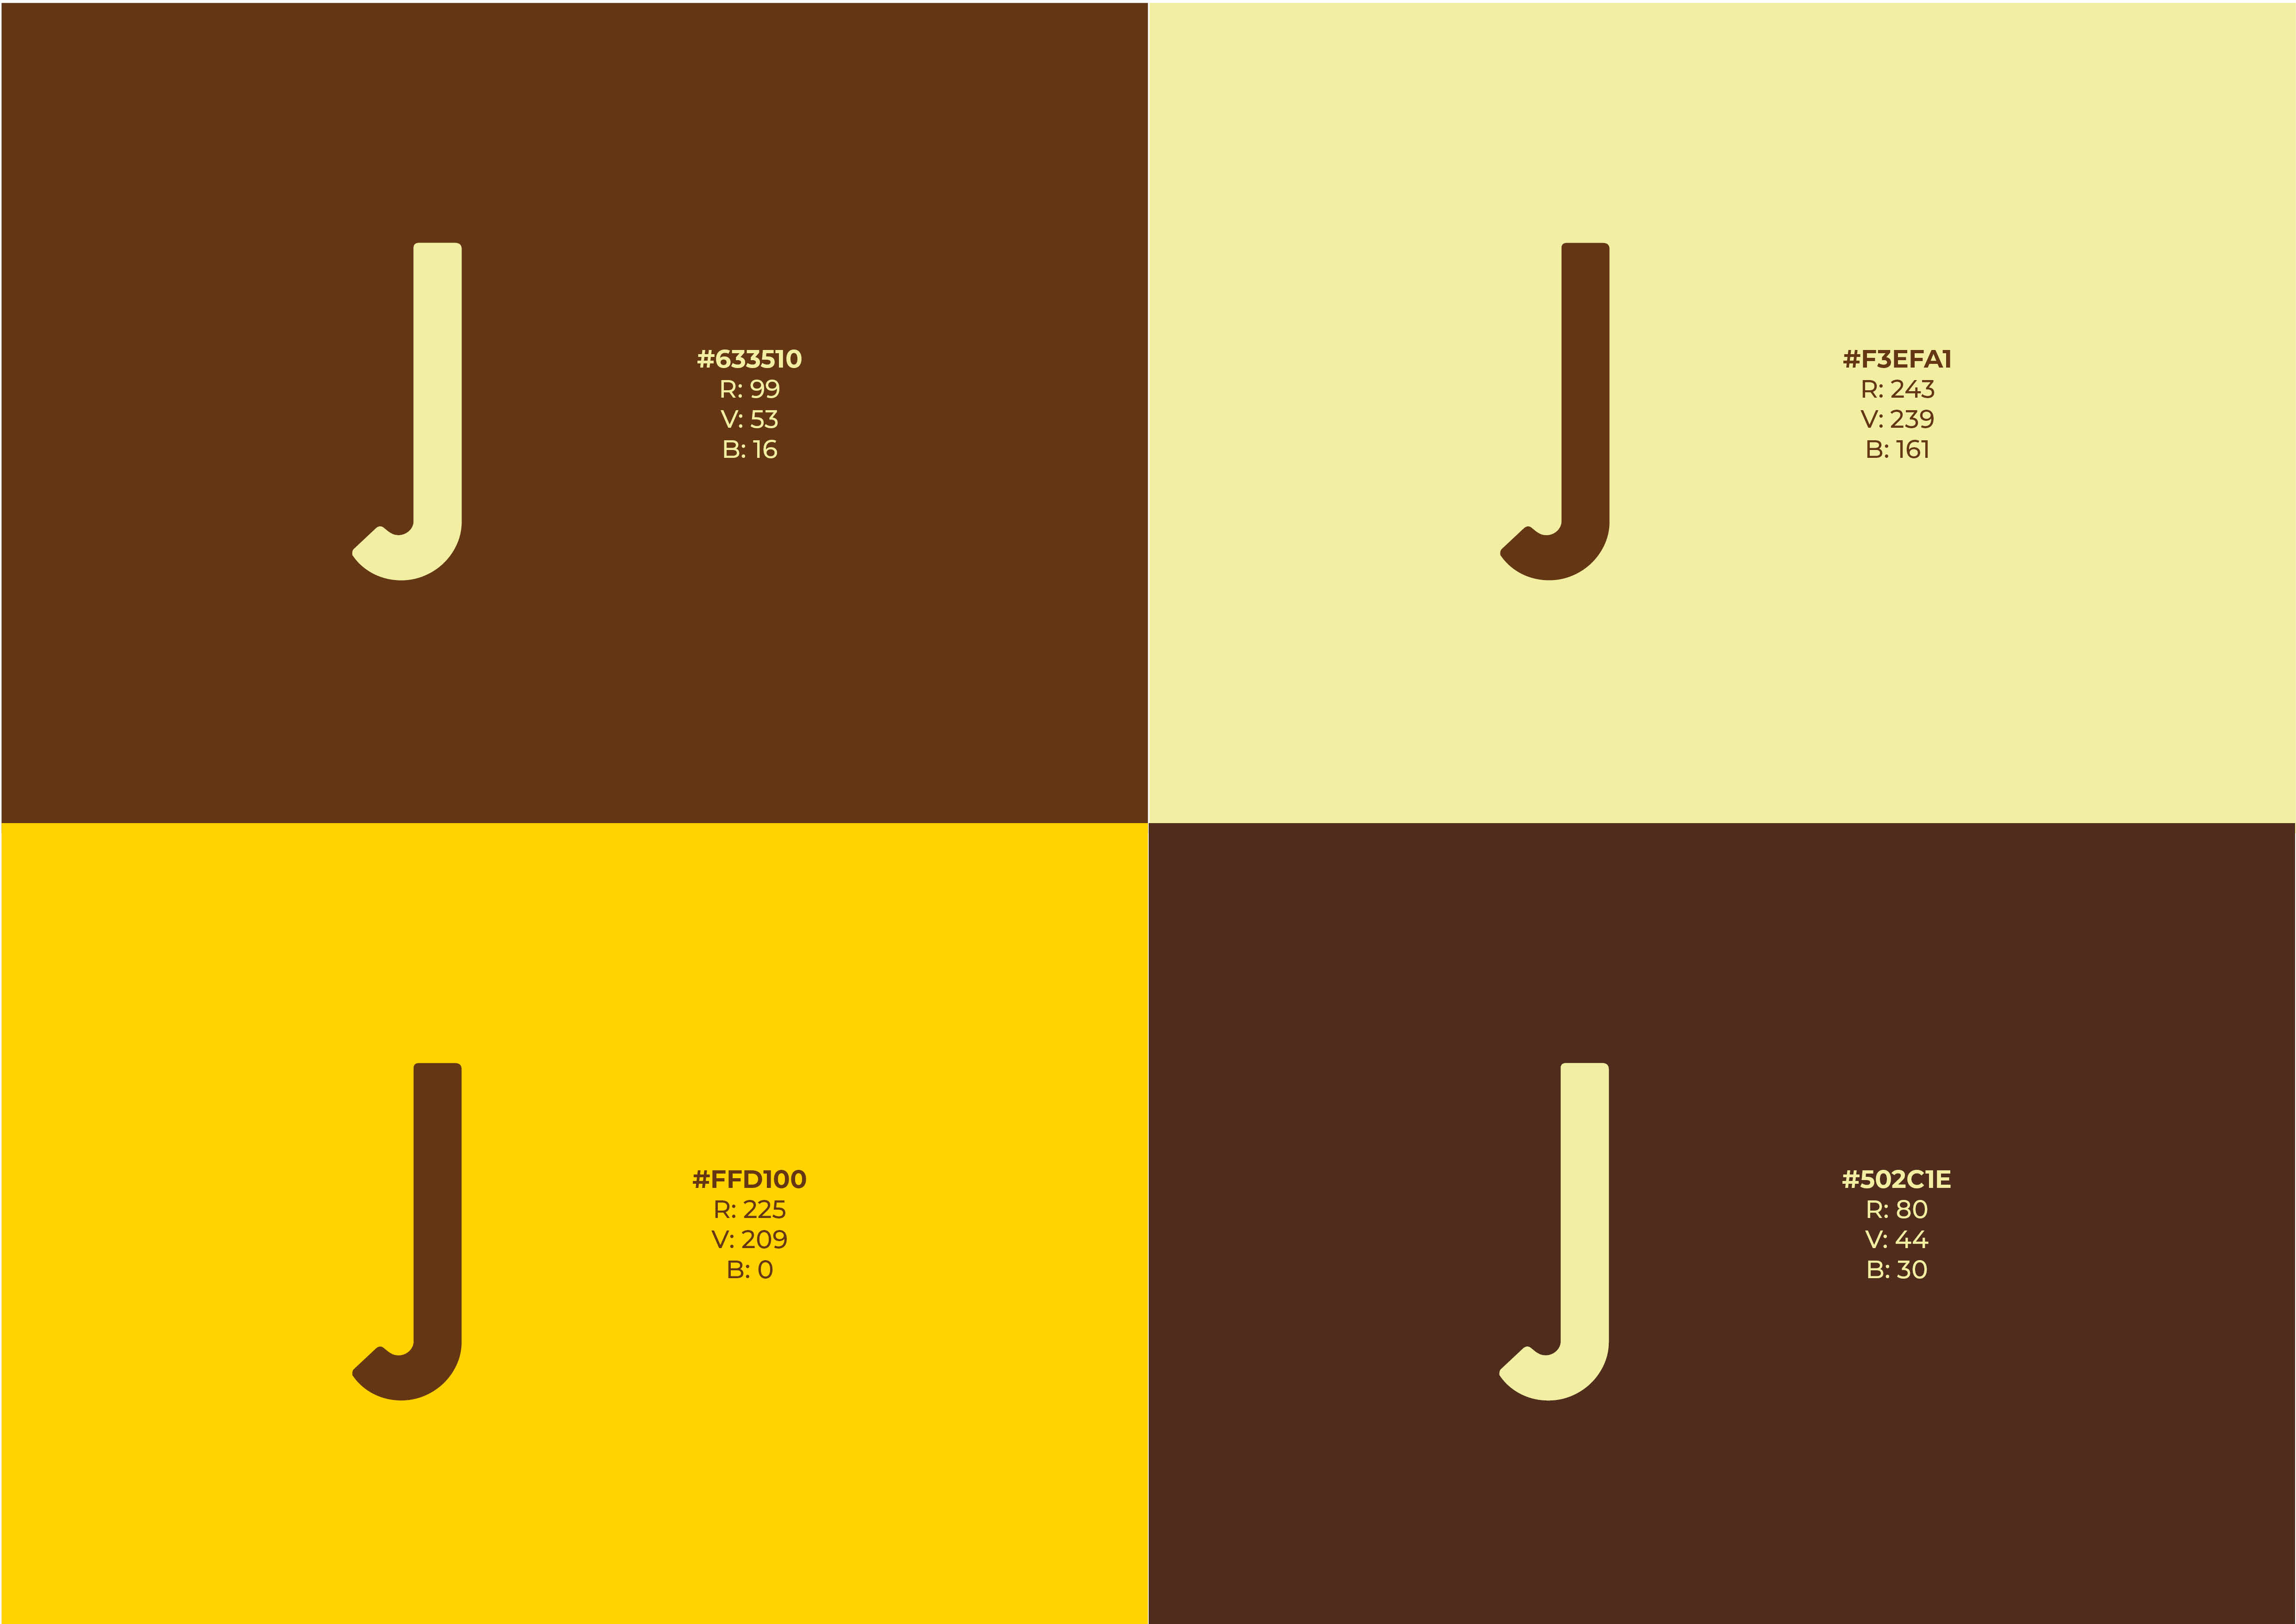 J
#633510
R: 99
V: 53
B: 16
J
#F3EFA1
R: 243
V: 239
B: 161
J
#FFD100
R: 225
V: 209
B: 0
J
#502C1E
R: 80
V: 44
B: 30